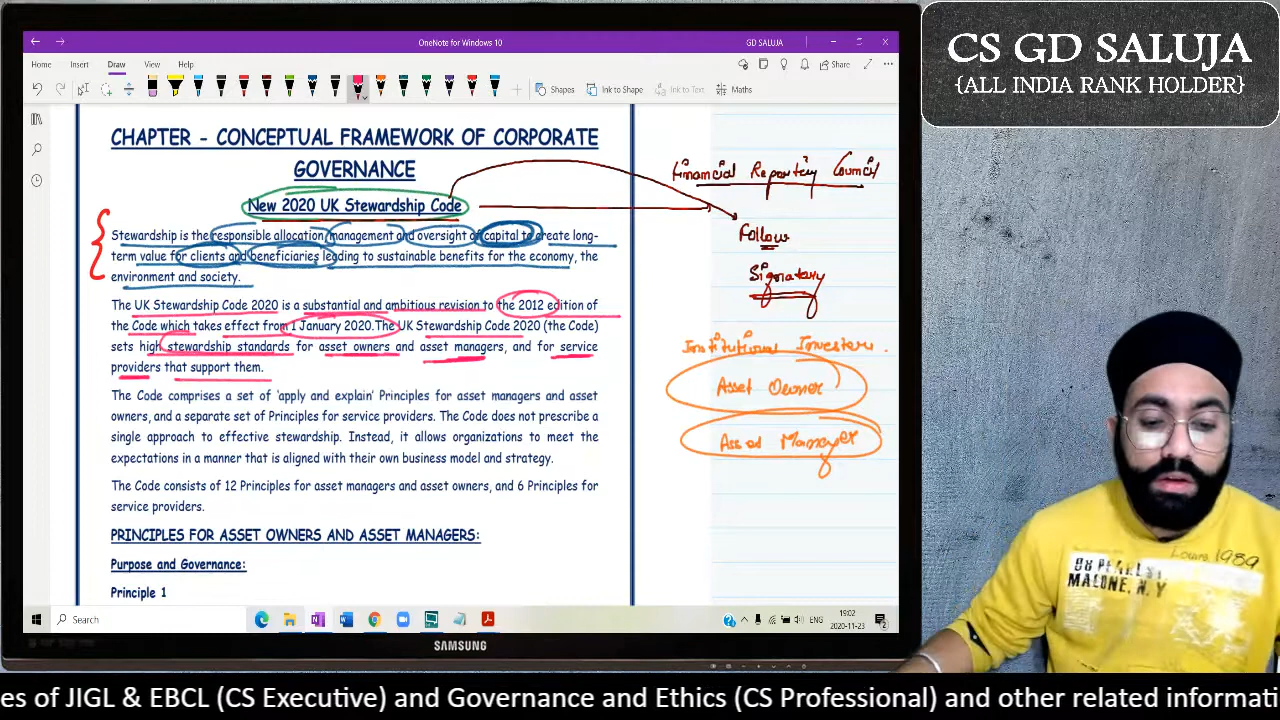 OneNote for Windows 10
GD SALUJA
Home Insert Draw View Help
Share
Shapes Ink to Shape Ink to Text Maths
CHAPTER - CONCEPTUAL FRAMEWORK OF CORPORATE
GOVERNANCE
New 2020 UK Stewardship Code
Stewardship is the responsible allocation, management and oversight of capital to create long-
term value for clients and beneficiaries leading to sustainable benefits for the economy, the
environment and society.
The UK Stewardship Code 2020 is a substantial and ambitious revision to the 2012 edition of
the Code which takes effect from 1 January 2020.The UK Stewardship Code 2020 (the Code)
sets high stewardship standards for asset owners and asset managers, and for service
providers that support them.
The Code comprises a set of ‘apply and explain’ Principles for asset managers and asset
owners, and a separate set of Principles for service providers. The Code does not prescribe a
single approach to effective stewardship. Instead, it allows organizations to meet the
expectations in a manner that is aligned with their own business model and strategy.
The Code consists of 12 Principles for asset managers and asset owners, and 6 Principles for
service providers.
PRINCIPLES FOR ASSET OWNERS AND ASSET MANAGERS:
Purpose and Governance:
Principle 1
Financial Reporting Council
Follow
Signatory
Institutional Investors.
Asset Owner
Asset Manager
Search
ENG
19:02
2020-11-23
SAMSUNG
CS GD SALUJA
{ALL INDIA RANK HOLDER}
Louis, 1989
MALONE, N.Y
es of JIGL & EBCL (CS Executive) and Governance and Ethics (CS Professional) and other related informati